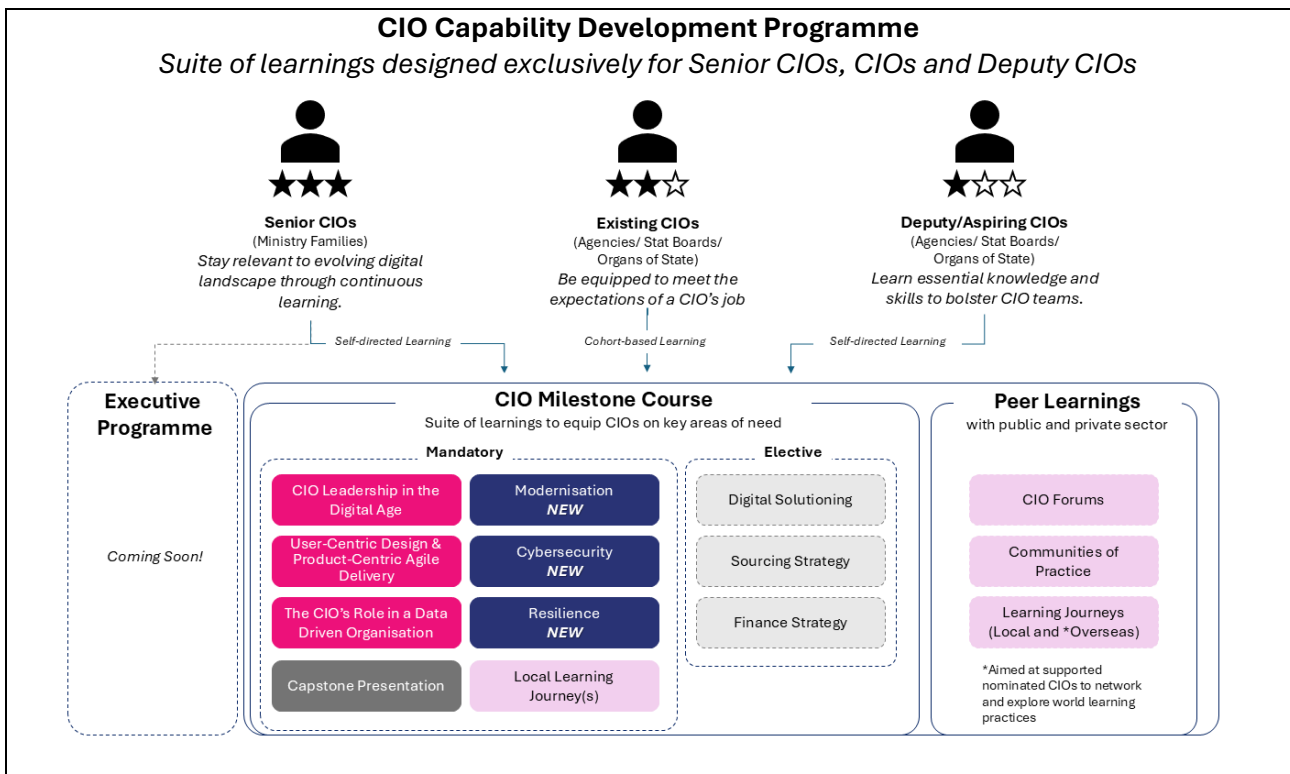 CIO Capability Development Programme
Suite of learnings designed exclusively for Senior CIOs, CIOs and Deputy CIOs
Senior CIOs
(Ministry Families)
Stay relevant to evolving digital
landscape through continuous
learning.
Existing CIOs
(Agencies/ Stat Boards/
Organs of State)
Be equipped to meet the
expectations of a CIO's job
Deputy/Aspiring CIOs
(Agencies/ Stat Boards/
Organs of State)
Learn essential knowledge and
skills to bolster CIO teams.
Self-directed Learning
Cohort-based Learning
Self-directed Learning
Executive
Programme
Coming Soon!
CIO Milestone Course
Suite of learnings to equip CIOs on key areas of need
Mandatory
CIO Leadership in the
Digital Age
Modernisation
NEW
User-Centric Design &
Product-Centric Agile
Delivery
Cybersecurity
NEW
The CIO's Role in a Data
Driven Organisation
Resilience
NEW
Capstone Presentation
Local Learning
Journey(s)
Elective
Digital Solutioning
Sourcing Strategy
Finance Strategy
Peer Learnings
with public and private sector
CIO Forums
Communities of
Practice
Learning Journeys
(Local and *Overseas)
*Aimed at supported
nominated CIOs to network
and explore world learning
practices